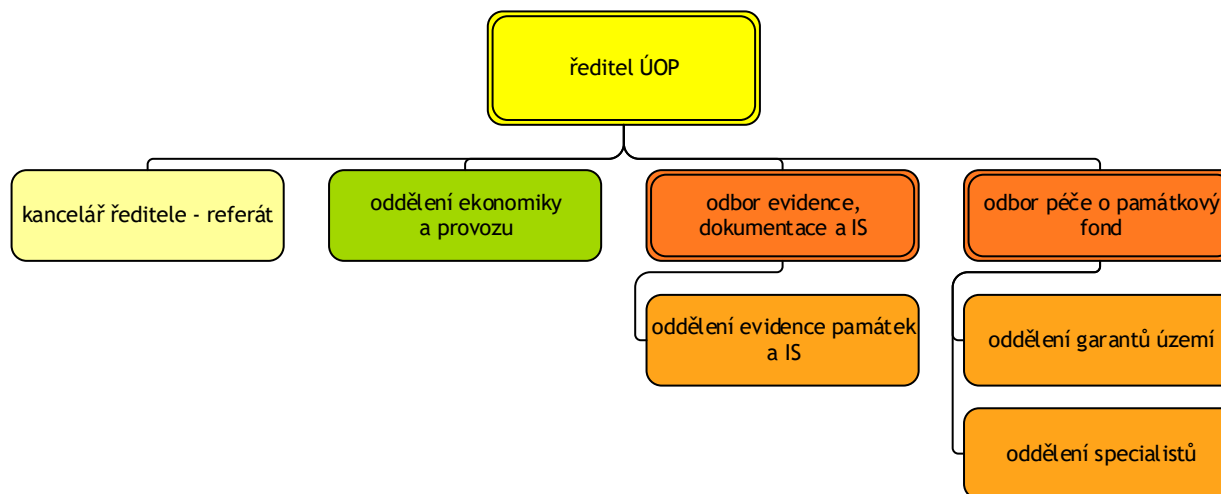 ředitel ÚOP
kancelář ředitele - referát
oddělení ekonomiky
a provozu
odbor evidence,
dokumentace a IS
odbor péče o památkový
fond
oddělení evidence památek
a IS
oddělení garantů území
oddělení specialistů